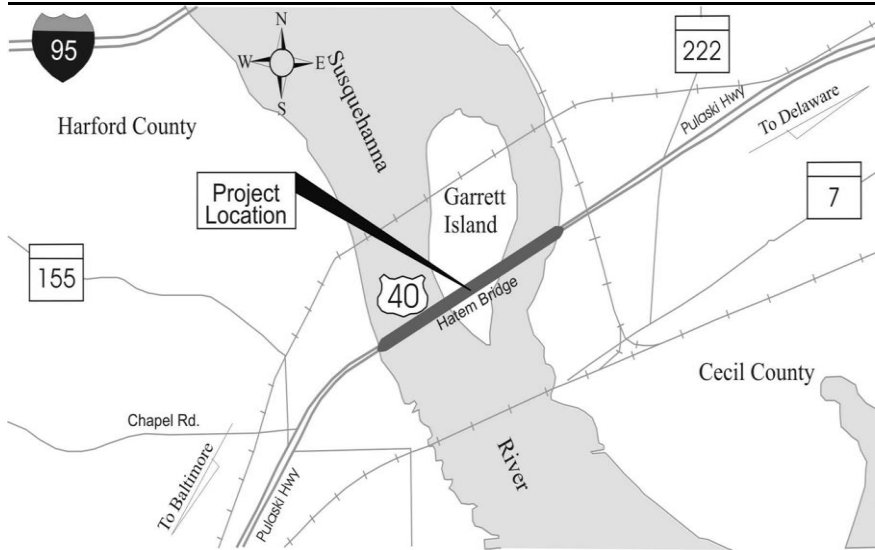 95
N
W
E
S
Susquehanna
222
Pulaski Hwy
To Delaware
Harford County
Project
Location
Garrett
Island
7
155
40
Hatem Bridge
Cecil County
Chapel Rd.
To Baltimore
Pulaski Hwy
River